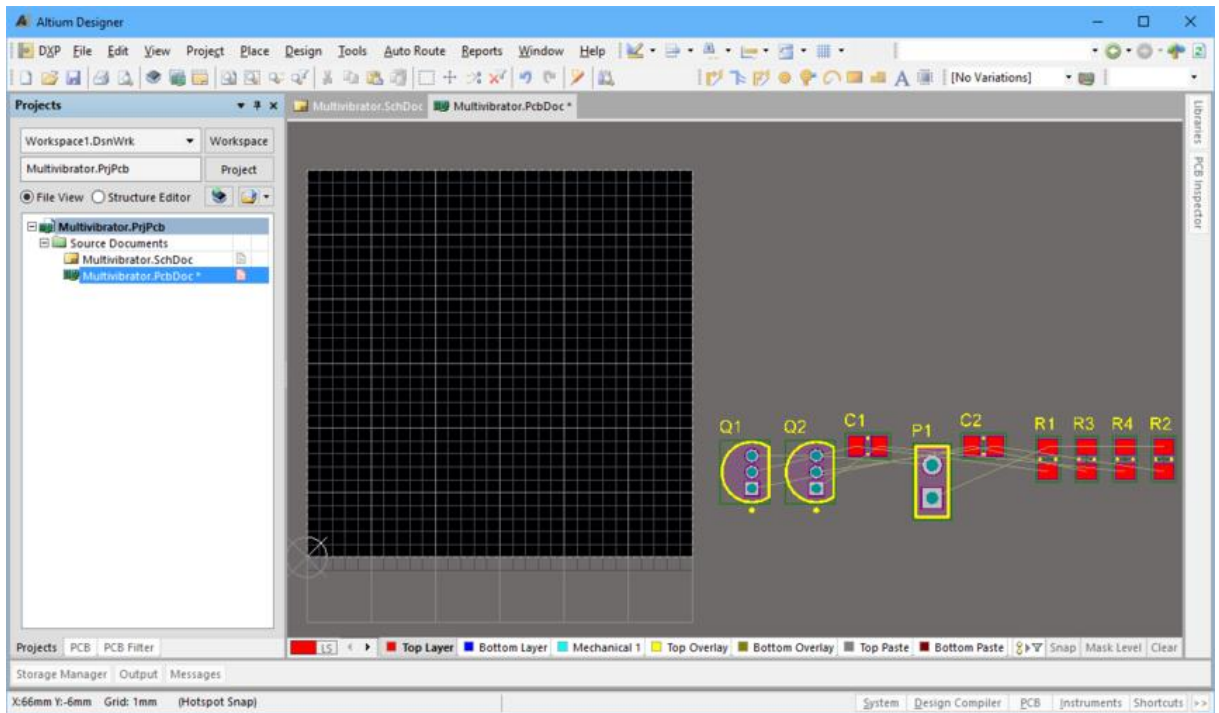 Altium Designer
DXP File Edit View Project Place Design Tools Auto Route Reports Window Help
[No Variations]
Projects
Multivibrator.SchDoc Multivibrator.PcbDoc *
Workspace1.DsnWrk Workspace
Multivibrator.PrjPcb Project
File View Structure Editor
Multivibrator.PrjPcb
Source Documents
Multivibrator.SchDoc
Multivibrator.PcbDoc *
Libraries
PCB Inspector
Q1 Q2 C1 P1 C2 R1 R3 R4 R2
Projects PCB PCB Filter
LS Top Layer Bottom Layer Mechanical 1 Top Overlay Bottom Overlay Top Paste Bottom Paste Snap Mask Level Clear
Storage Manager Output Messages
X:66mm Y:-6mm Grid: 1mm (Hotspot Snap) System Design Compiler PCB Instruments Shortcuts >>